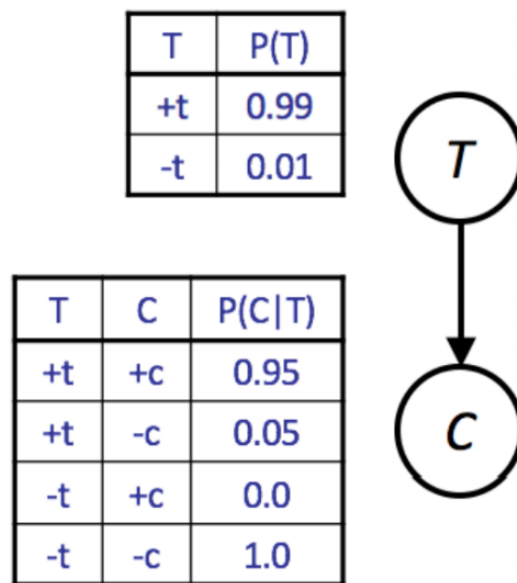 T P(T)
+t 0.99
-t 0.01
T
T C P(C|T)
+t +c 0.95
+t -c 0.05
-t +c 0.0
-t -c 1.0
C